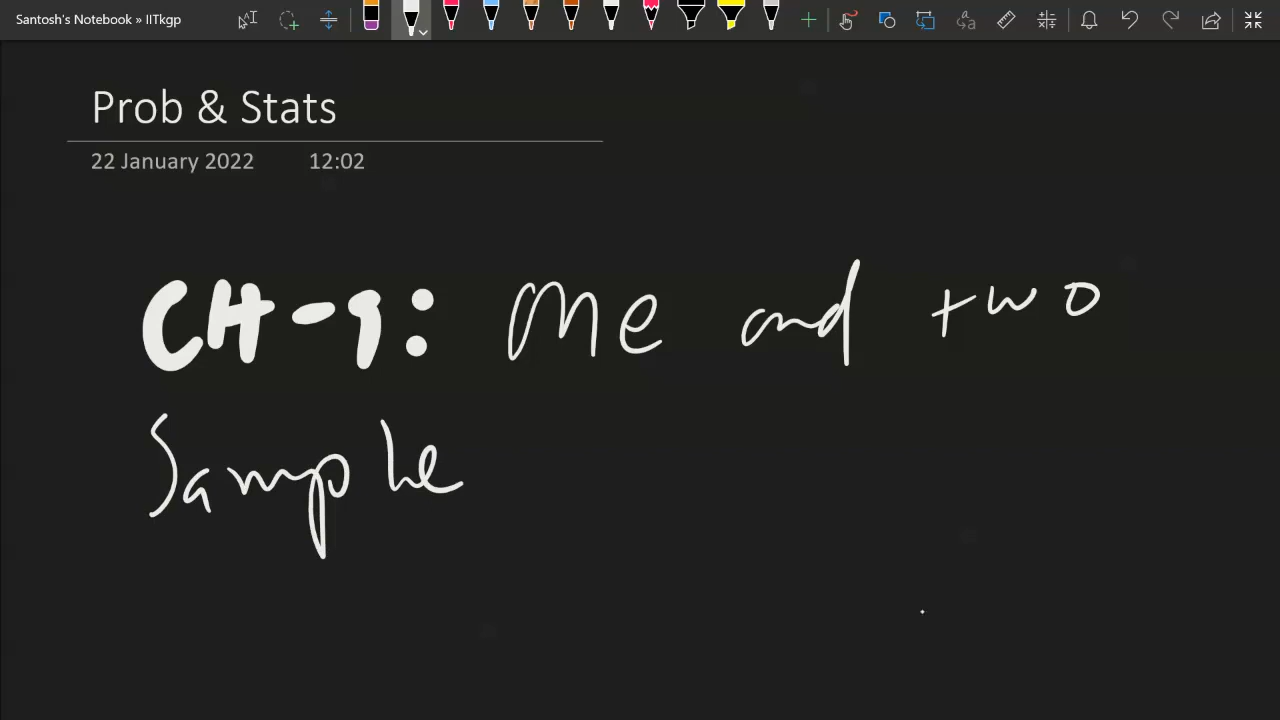 Santosh's Notebook » IITkgp
Prob & Stats
22 January 2022 12:02
CH-9: One and two
Sample